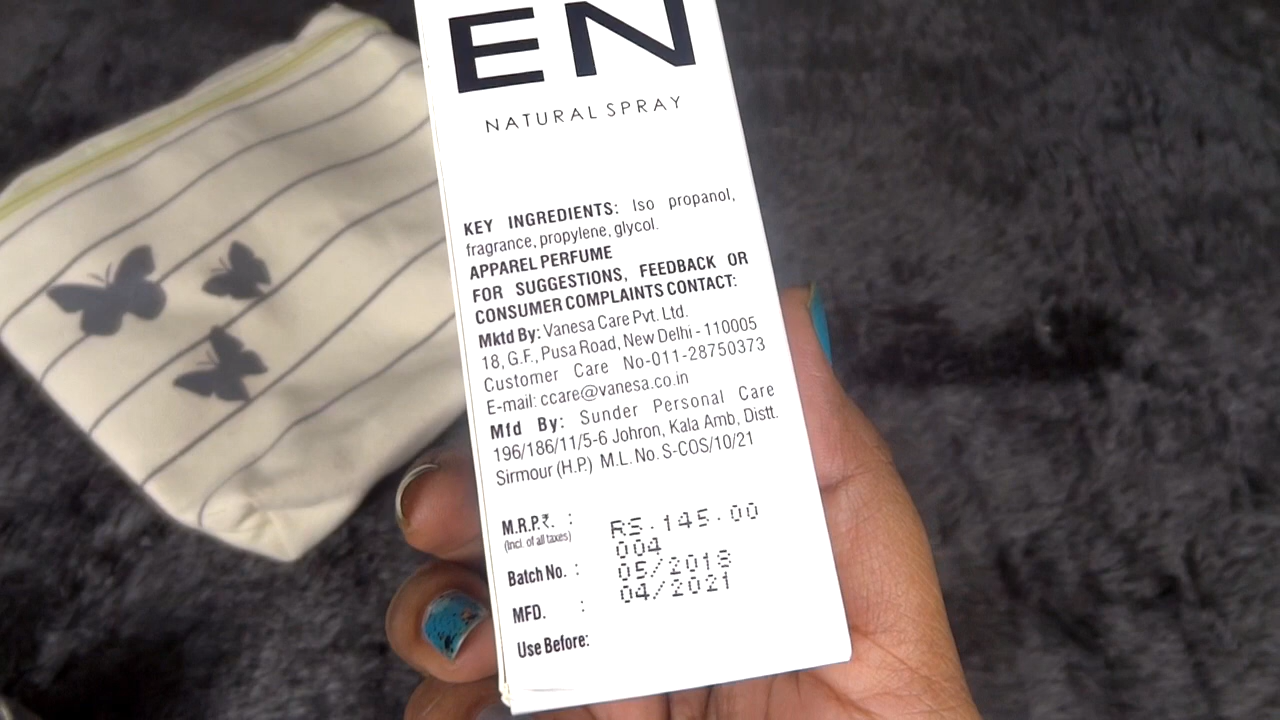 EN
NATURAL SPRAY
KEY INGREDIENTS: Iso propanol,
fragrance, propylene, glycol.
APPAREL PERFUME
FOR SUGGESTIONS, FEEDBACK OR
CONSUMER COMPLAINTS CONTACT:
Mktd By: Vanesa Care Pvt. Ltd.
18, G.F., Pusa Road, New Delhi - 110005
Customer Care No-011-28750373
E-mail: ccare@vanesa.co.in
Mfd By: Sunder Personal Care
196/186/11/5-6 Johron, Kala Amb, Distt.
Sirmour (H.P.) M.L. No. S-COS/10/21
M.R.P.₹. : RS.145.00
(Incl. of all taxes)
Batch No. : 004
MFD. : 05/2018
Use Before: 04/2021